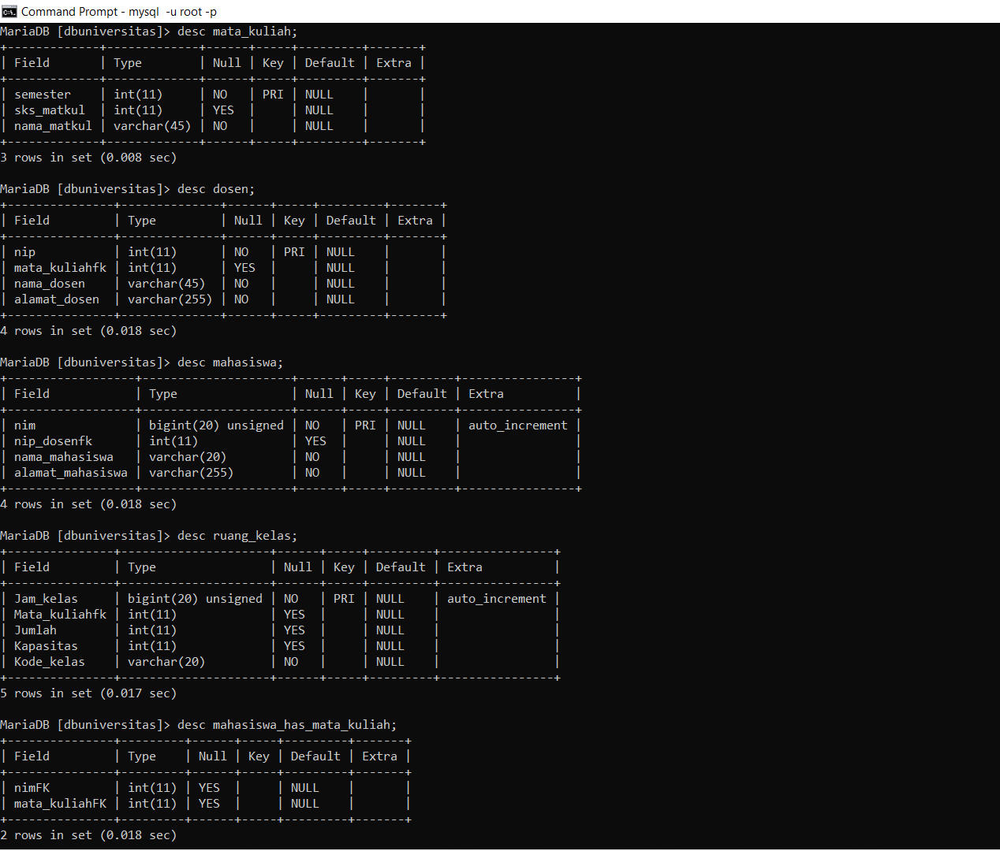 Command Prompt - mysql  -u root -p
MariaDB [dbuniversitas]> desc mata_kuliah;
+-------------+-------------+------+-----+---------+-------+
| Field       | Type        | Null | Key | Default | Extra |
+-------------+-------------+------+-----+---------+-------+
| semester    | int(11)     | NO   | PRI | NULL    |       |
| sks_matkul  | int(11)     | YES  |     | NULL    |       |
| nama_matkul | varchar(45) | NO   |     | NULL    |       |
+-------------+-------------+------+-----+---------+-------+
3 rows in set (0.008 sec)
MariaDB [dbuniversitas]> desc dosen;
+---------------+--------------+------+-----+---------+-------+
| Field         | Type         | Null | Key | Default | Extra |
+---------------+--------------+------+-----+---------+-------+
| nip           | int(11)      | NO   | PRI | NULL    |       |
| mata_kuliahfk | int(11)      | YES  |     | NULL    |       |
| nama_dosen    | varchar(45)  | NO   |     | NULL    |       |
| alamat_dosen  | varchar(255) | NO   |     | NULL    |       |
+---------------+--------------+------+-----+---------+-------+
4 rows in set (0.018 sec)
MariaDB [dbuniversitas]> desc mahasiswa;
+------------------+---------------------+------+-----+---------+----------------+
| Field            | Type                | Null | Key | Default | Extra          |
+------------------+---------------------+------+-----+---------+----------------+
| nim              | bigint(20) unsigned | NO   | PRI | NULL    | auto_increment |
| nip_dosenfk      | int(11)             | YES  |     | NULL    |                |
| nama_mahasiswa   | varchar(20)         | NO   |     | NULL    |                |
| alamat_mahasiswa | varchar(255)        | NO   |     | NULL    |                |
+------------------+---------------------+------+-----+---------+----------------+
4 rows in set (0.018 sec)
MariaDB [dbuniversitas]> desc ruang_kelas;
+---------------+---------------------+------+-----+---------+----------------+
| Field         | Type                | Null | Key | Default | Extra          |
+---------------+---------------------+------+-----+---------+----------------+
| Jam_kelas     | bigint(20) unsigned | NO   | PRI | NULL    | auto_increment |
| Mata_kuliahfk | int(11)             | YES  |     | NULL    |                |
| Jumlah        | int(11)             | YES  |     | NULL    |                |
| Kapasitas     | int(11)             | YES  |     | NULL    |                |
| Kode_kelas    | varchar(20)         | NO   |     | NULL    |                |
+---------------+---------------------+------+-----+---------+----------------+
5 rows in set (0.017 sec)
MariaDB [dbuniversitas]> desc mahasiswa_has_mata_kuliah;
+---------------+---------+------+-----+---------+-------+
| Field         | Type    | Null | Key | Default | Extra |
+---------------+---------+------+-----+---------+-------+
| nimFK         | int(11) | YES  |     | NULL    |       |
| mata_kuliahFK | int(11) | YES  |     | NULL    |       |
+---------------+---------+------+-----+---------+-------+
2 rows in set (0.018 sec)